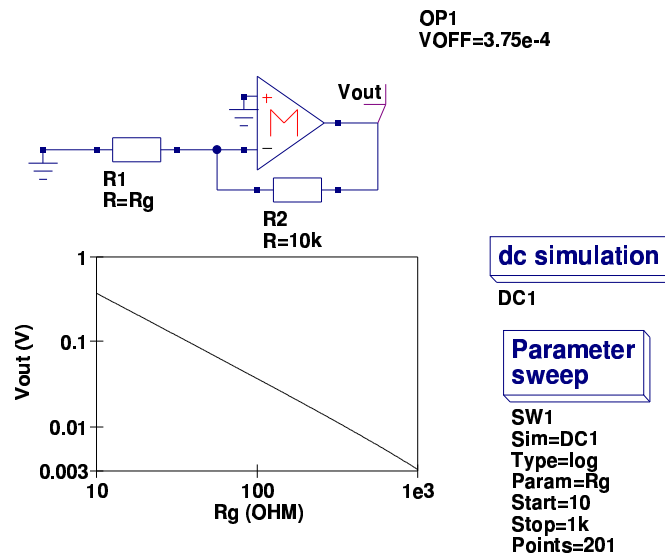 OP1
VOFF=3.75e-4
Vout
+
−
R1
R=Rg
R2
R=10k
dc simulation
DC1
Parameter
sweep
SW1
Sim=DC1
Type=log
Param=Rg
Start=10
Stop=1k
Points=201
Vout (V)
1
0.1
0.01
0.003
10
100
1e3
Rg (OHM)